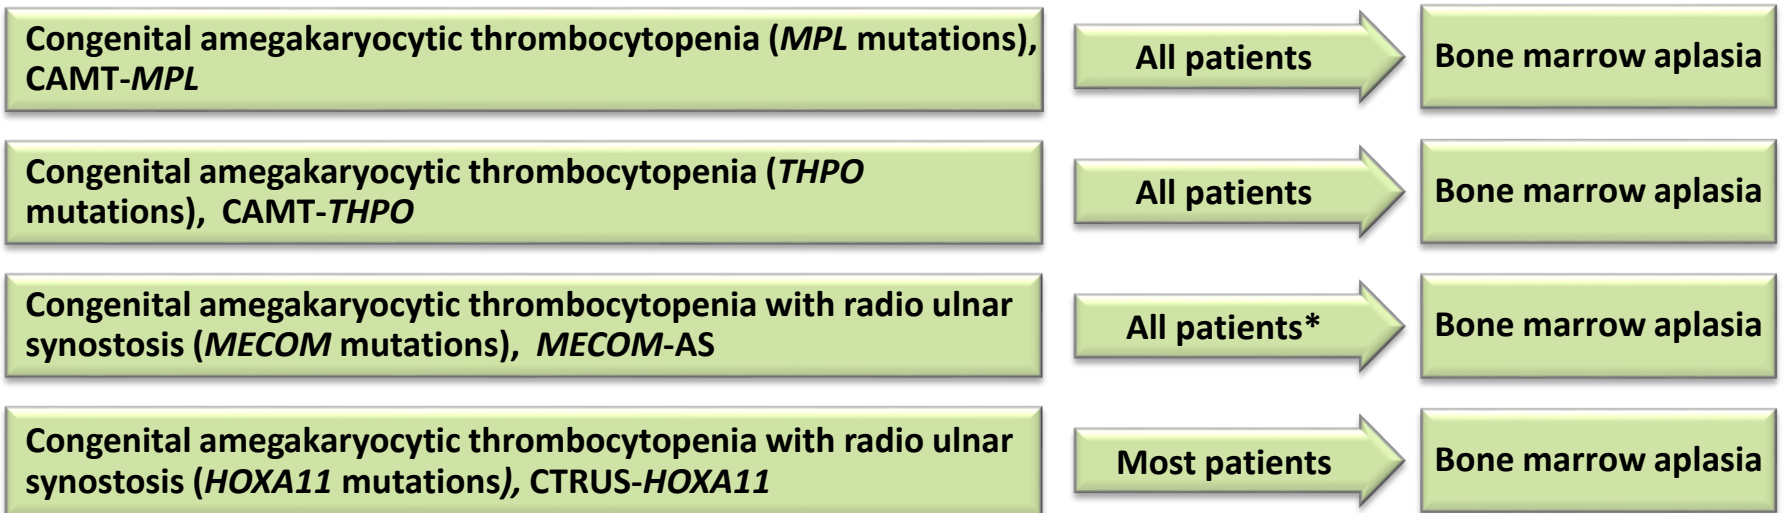 Congenital amegakaryocytic thrombocytopenia (MPL mutations),
CAMT-MPL
All patients
Bone marrow aplasia
Congenital amegakaryocytic thrombocytopenia (THPO
mutations), CAMT-THPO
All patients
Bone marrow aplasia
Congenital amegakaryocytic thrombocytopenia with radio ulnar
synostosis (MECOM mutations), MECOM-AS
All patients*
Bone marrow aplasia
Congenital amegakaryocytic thrombocytopenia with radio ulnar
synostosis (HOXA11 mutations), CTRUS-HOXA11
Most patients
Bone marrow aplasia